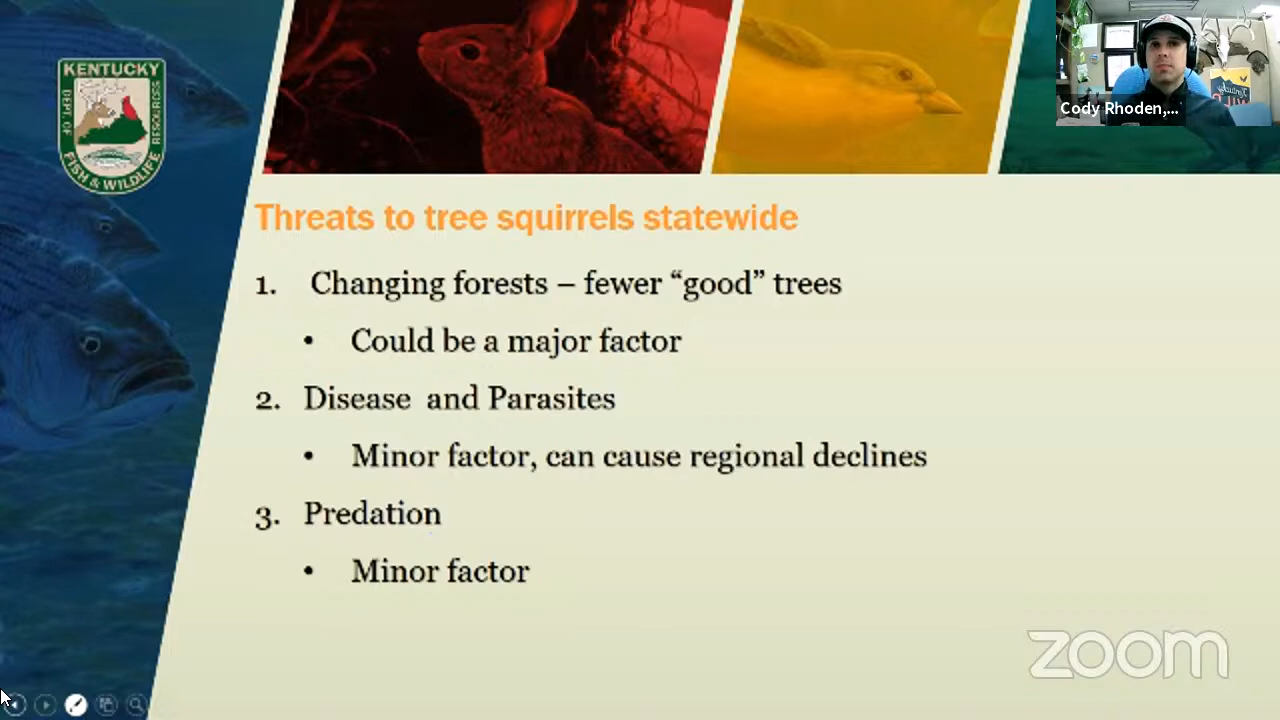 KENTUCKY
DEPT. OF
FISH & WILDLIFE
RESOURCES
Cody Rhoden,...
Threats to tree squirrels statewide
1. Changing forests – fewer “good” trees
• Could be a major factor
2. Disease and Parasites
• Minor factor, can cause regional declines
3. Predation
• Minor factor
zoom